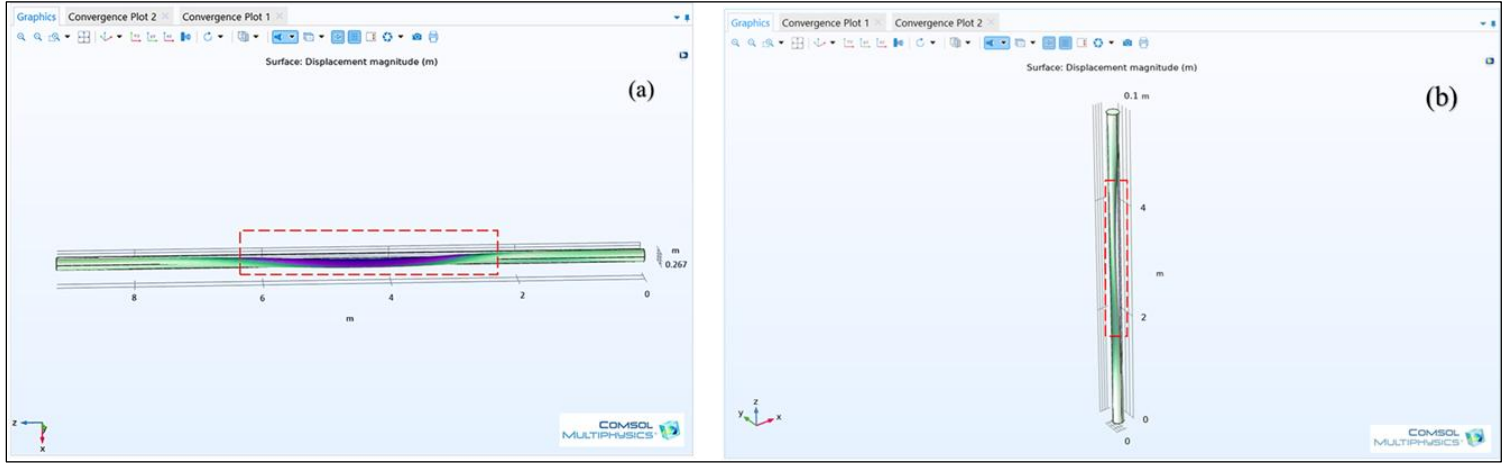 Graphics Convergence Plot 2 × Convergence Plot 1 ×
Surface: Displacement magnitude (m)
(a)
m
0.267
8 6 4 2 0
m
z
y
x
COMSOL
MULTIPHYSICS®
Graphics Convergence Plot 1 × Convergence Plot 2 ×
Surface: Displacement magnitude (m)
(b)
0.1 m
4
m
2
0
0
z
y x
COMSOL
MULTIPHYSICS®